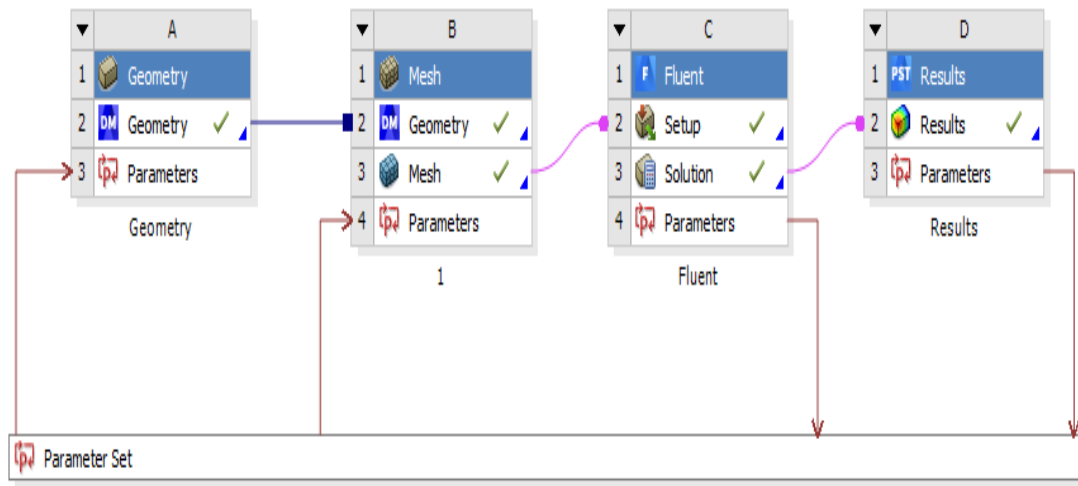 A
1 Geometry
2 DM Geometry
3 Parameters
Geometry
B
1 Mesh
2 DM Geometry
3 Mesh
4 Parameters
1
C
1 F Fluent
2 Setup
3 Solution
4 Parameters
Fluent
D
1 PST Results
2 Results
3 Parameters
Results
Parameter Set